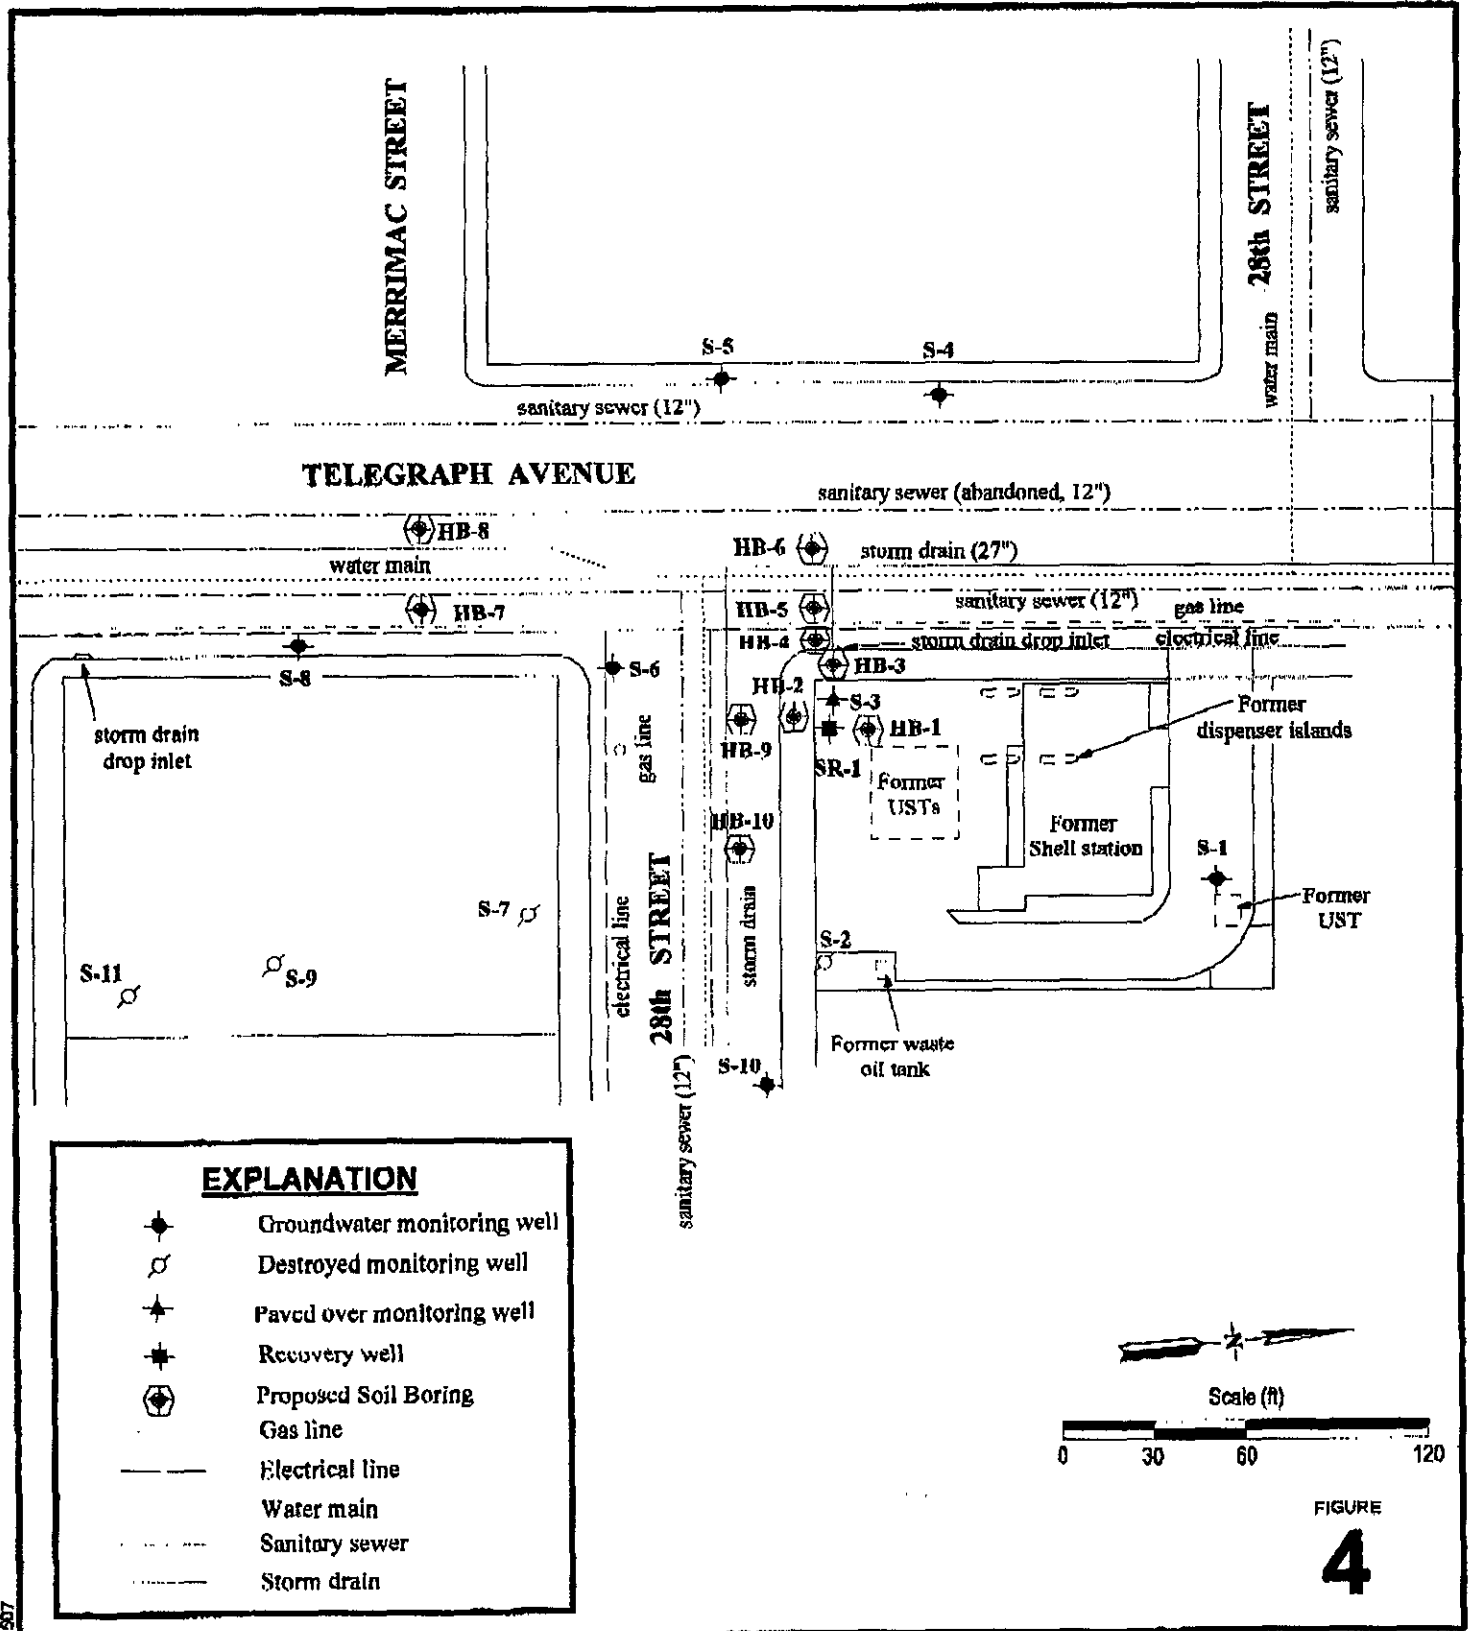 MERRIMAC STREET
28th STREET
sanitary sewer (12")
water main
S-5
S-4
sanitary sewer (12")
TELEGRAPH AVENUE
sanitary sewer (abandoned, 12")
HB-8
HB-6
storm drain (27")
water main
HB-7
HB-5
sanitary sewer (12")
gas line
HB-4
storm drain drop inlet
electrical line
S-8
S-6
HB-3
HB-2
S-3
Former
dispenser islands
storm drain
drop inlet
gas line
HB-9
HB-1
SR-1
Former
USTs
HB-10
Former
Shell station
S-1
Former
UST
S-7
electrical line
28th STREET
storm drain
S-2
S-11
S-9
Former waste
oil tank
S-10
sanitary sewer (12")
EXPLANATION
Groundwater monitoring well
Destroyed monitoring well
Paved over monitoring well
Recovery well
Proposed Soil Boring
Gas line
Electrical line
Water main
Sanitary sewer
Storm drain
N
Scale (ft)
0 30 60 120
FIGURE
4